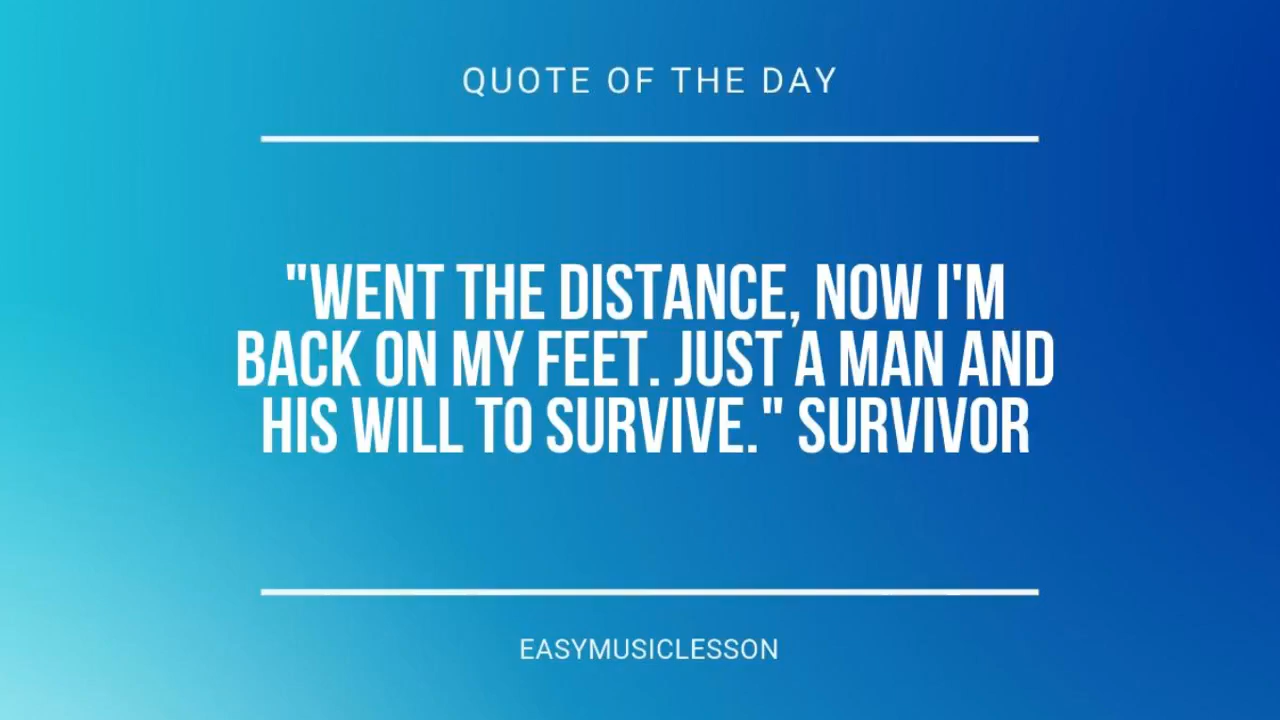 QUOTE OF THE DAY
"WENT THE DISTANCE, NOW I'M
BACK ON MY FEET. JUST A MAN AND
HIS WILL TO SURVIVE." SURVIVOR
EASYMUSICLESSON